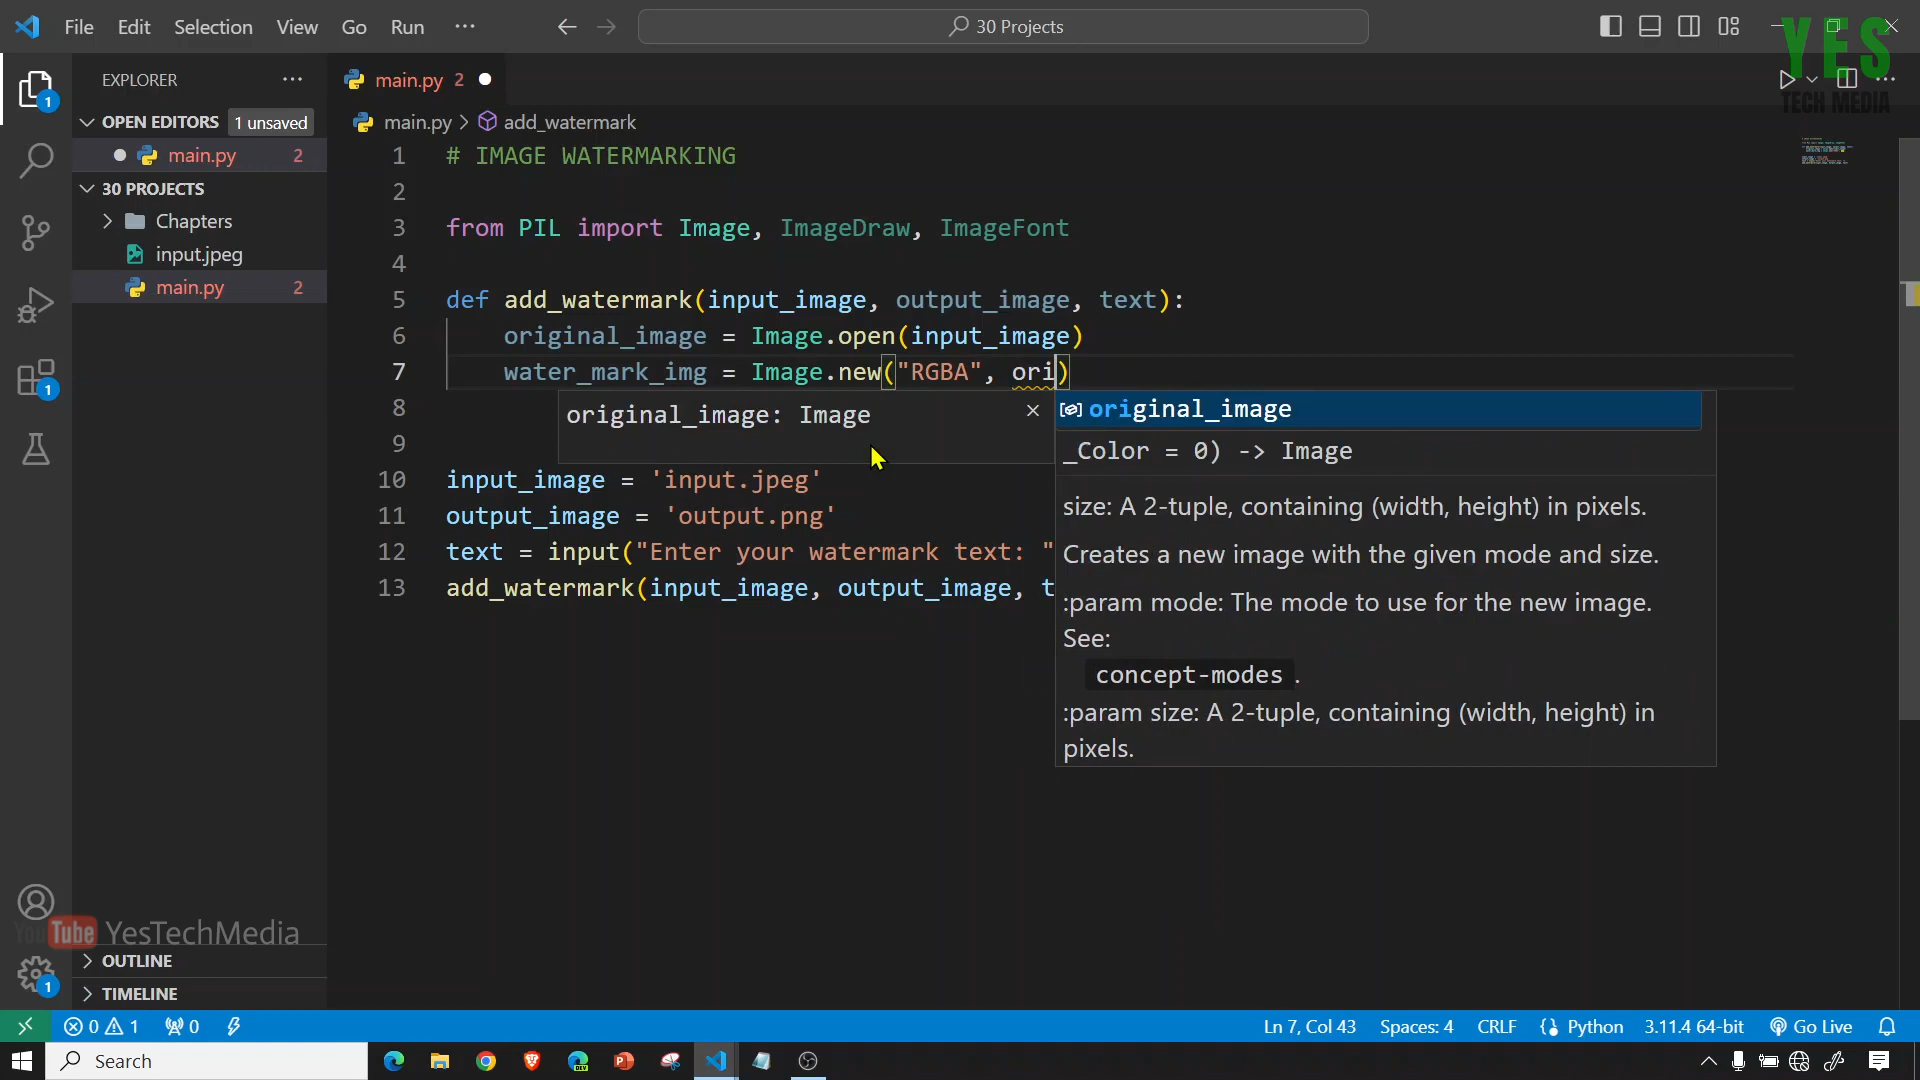 File Edit Selection View Go Run ··· 30 Projects
YES
TECH MEDIA
EXPLORER ···
main.py 2
OPEN EDITORS 1 unsaved
main.py > add_watermark
main.py 2
1 # IMAGE WATERMARKING
2
30 PROJECTS
Chapters
3 from PIL import Image, ImageDraw, ImageFont
input.jpeg
4
main.py 2
5 def add_watermark(input_image, output_image, text):
6 original_image = Image.open(input_image)
7 water_mark_img = Image.new("RGBA", ori)
8
original_image: Image ×
original_image
_Color = 0) -> Image
9
10 input_image = 'input.jpeg'
11 output_image = 'output.png'
12 text = input("Enter your watermark text: "
13 add_watermark(input_image, output_image, t
size: A 2-tuple, containing (width, height) in pixels.
Creates a new image with the given mode and size.
:param mode: The mode to use for the new image.
See:
concept-modes .
:param size: A 2-tuple, containing (width, height) in
pixels.
1
1
YouTube YesTechMedia
OUTLINE
1
TIMELINE
0 1 0 Ln 7, Col 43 Spaces: 4 CRLF Python 3.11.4 64-bit Go Live
Search